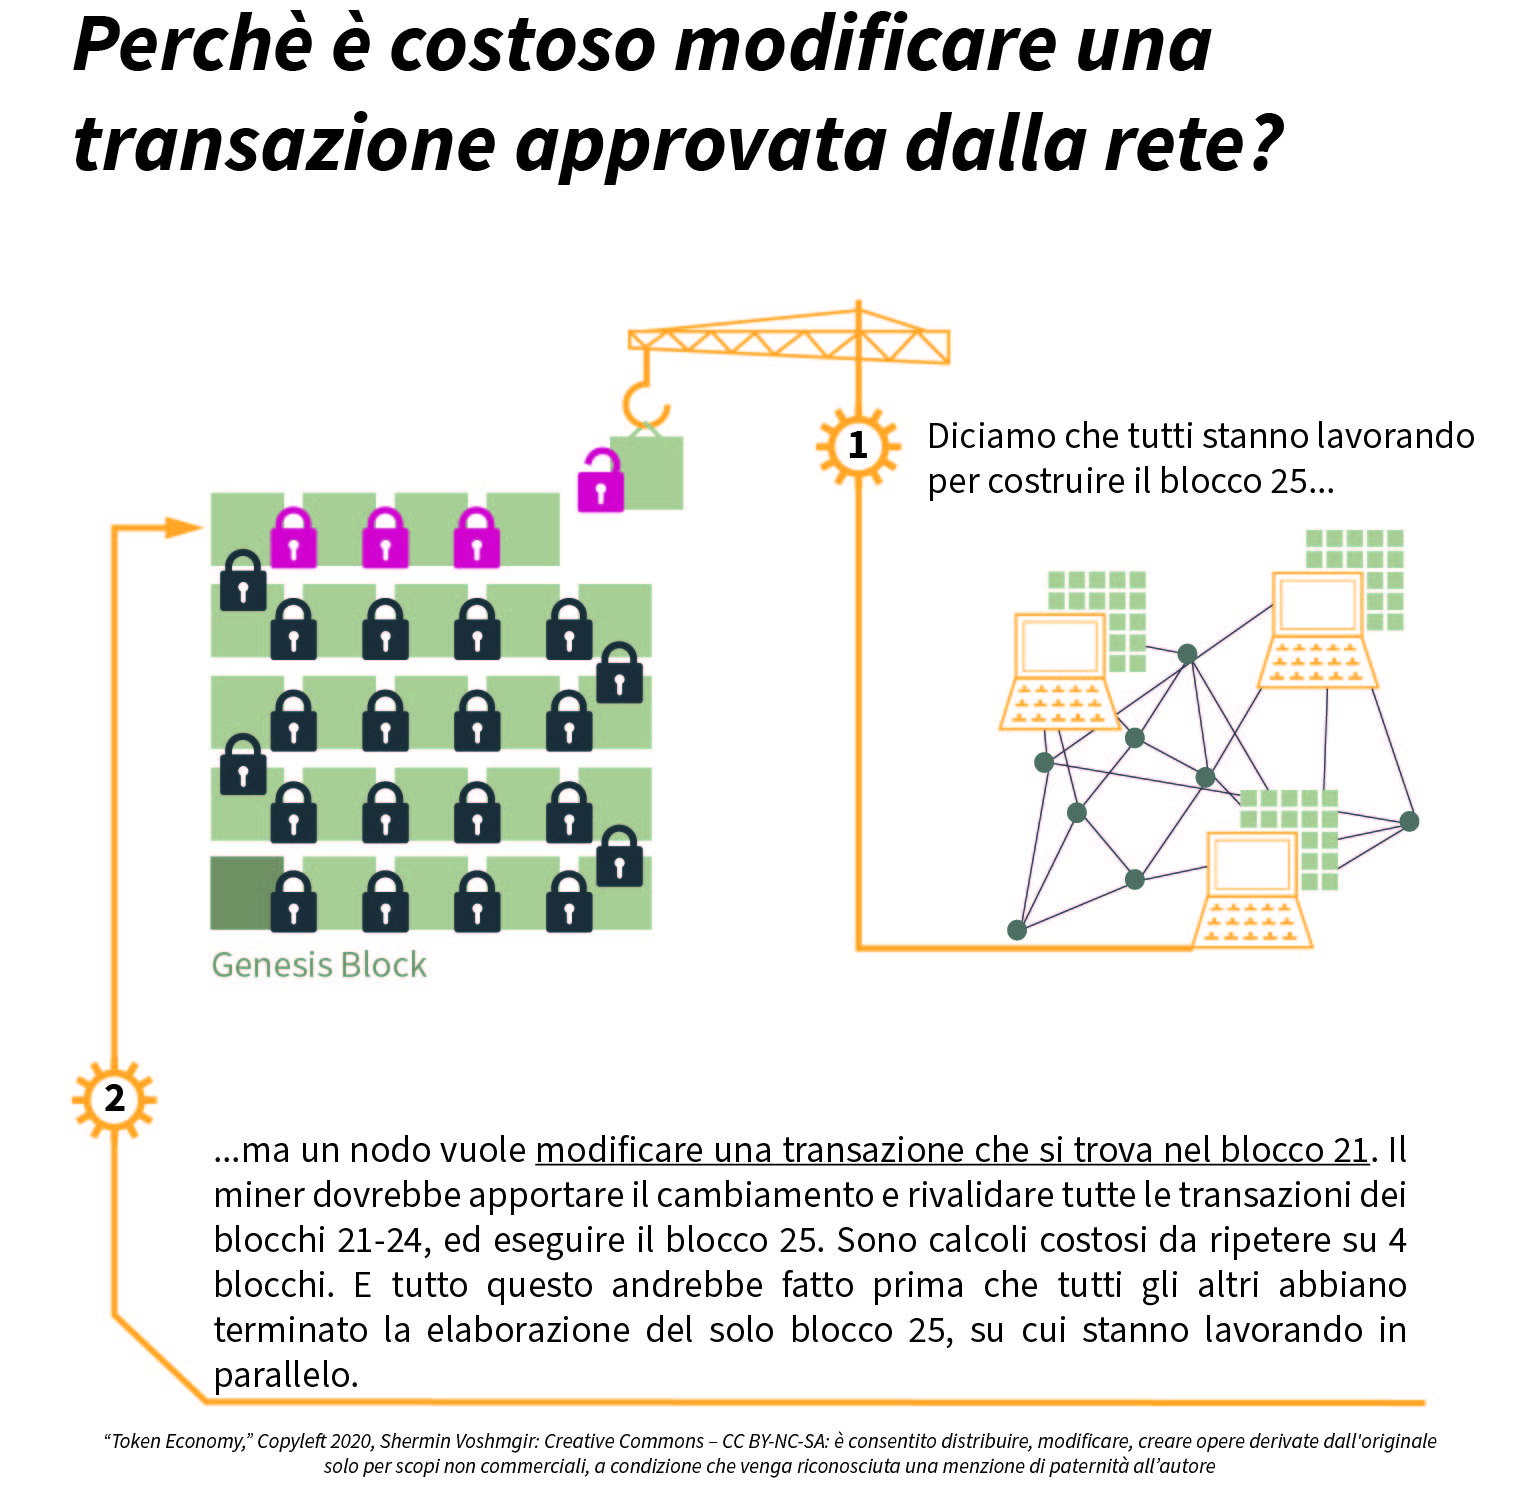 Perchè è costoso modificare una
transazione approvata dalla rete?
1
Diciamo che tutti stanno lavorando
per costruire il blocco 25...
Genesis Block
2
...ma un nodo vuole modificare una transazione che si trova nel blocco 21. Il
miner dovrebbe apportare il cambiamento e rivalidare tutte le transazioni dei
blocchi 21-24, ed eseguire il blocco 25. Sono calcoli costosi da ripetere su 4
blocchi. E tutto questo andrebbe fatto prima che tutti gli altri abbiano
terminato la elaborazione del solo blocco 25, su cui stanno lavorando in
parallelo.
“Token Economy,” Copyleft 2020, Shermin Voshmgir: Creative Commons – CC BY-NC-SA: è consentito distribuire, modificare, creare opere derivate dall'originale
solo per scopi non commerciali, a condizione che venga riconosciuta una menzione di paternità all’autore